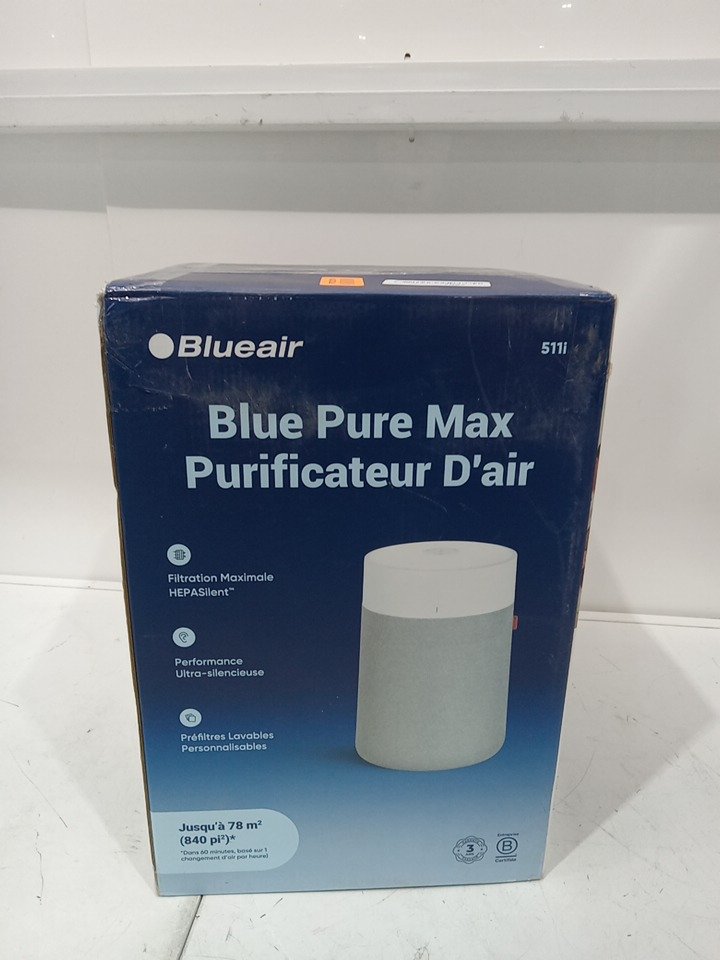 Blueair
511i
Blue Pure Max
Purificateur D'air
Filtration Maximale
HEPASilent™
Performance
Ultra-silencieuse
Préfiltres Lavables
Personnalisables
Jusqu'à 78 m²
(840 pi²)*
*Dans 60 minutes, basé sur 1
changement d'air par heure)
3
Entreprise
B
Certifiée